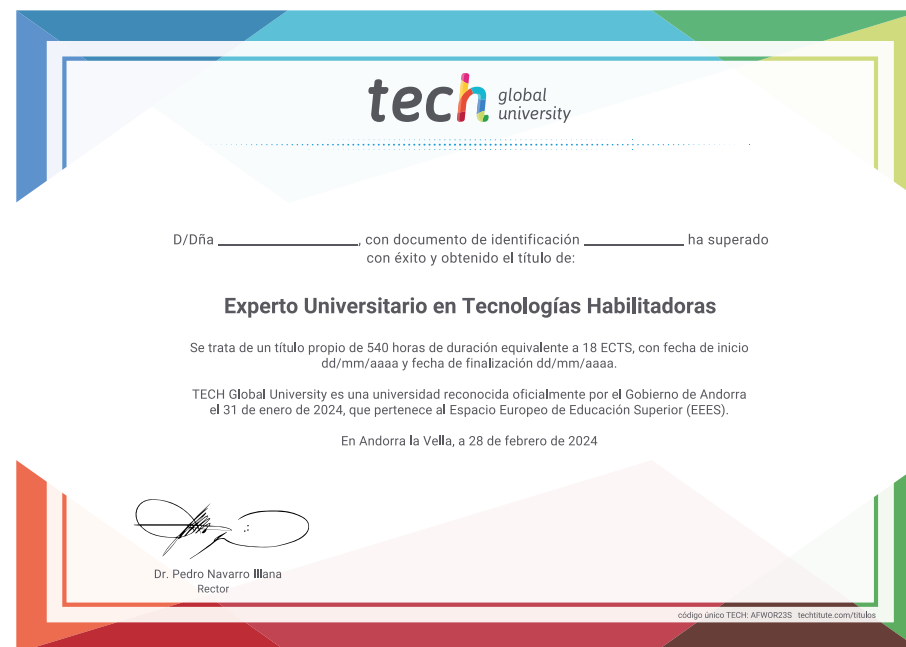 tech global university
D/Dña ____________, con documento de identificación ____________ ha superado
con éxito y obtenido el título de:
Experto Universitario en Tecnologías Habilitadoras
Se trata de un título propio de 540 horas de duración equivalente a 18 ECTS, con fecha de inicio
dd/mm/aaaa y fecha de finalización dd/mm/aaaa.
TECH Global University es una universidad reconocida oficialmente por el Gobierno de Andorra
el 31 de enero de 2024, que pertenece al Espacio Europeo de Educación Superior (EEES).
En Andorra la Vella, a 28 de febrero de 2024
Dr. Pedro Navarro Illana
Rector
código único TECH: AFWOR23S techtitute.com/titulos